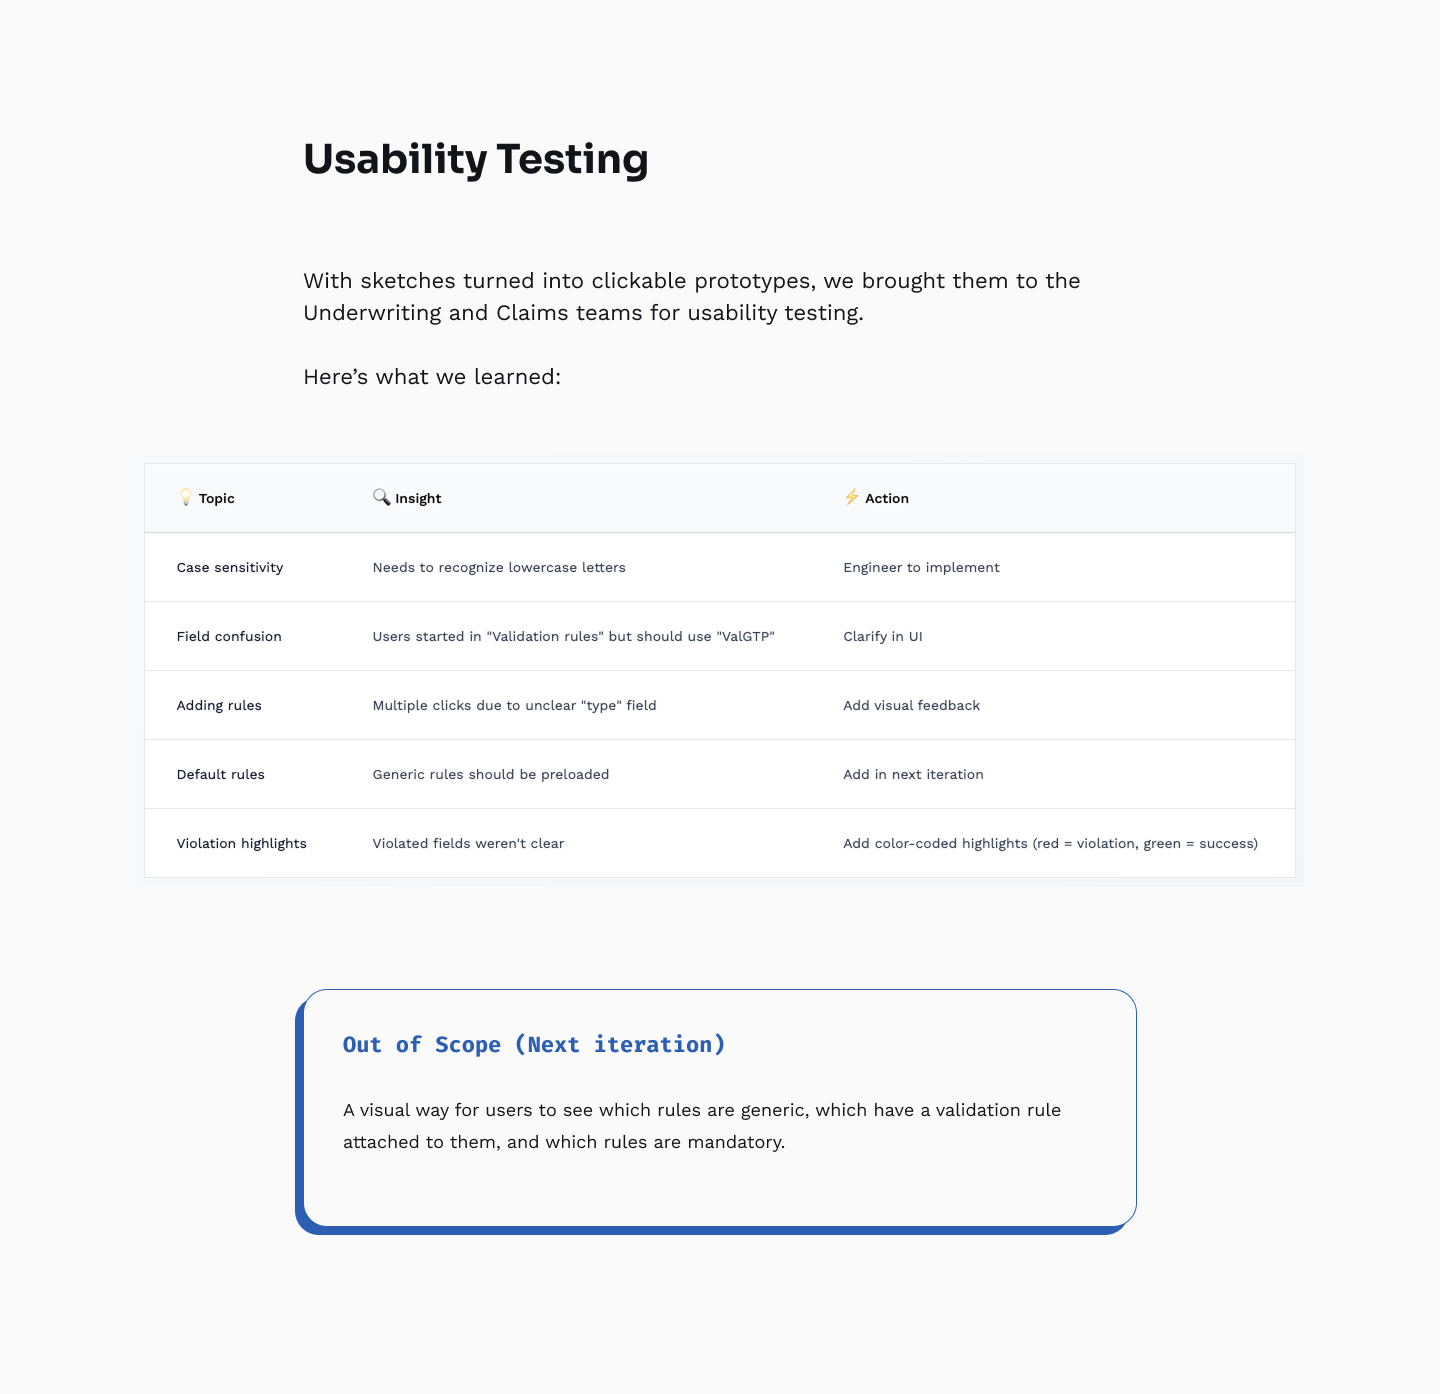 Usability Testing
With sketches turned into clickable prototypes, we brought them to the
Underwriting and Claims teams for usability testing.
Here’s what we learned:
💡 Topic 🔍 Insight ⚡ Action
Case sensitivity Needs to recognize lowercase letters Engineer to implement
Field confusion Users started in "Validation rules" but should use "ValGTP" Clarify in UI
Adding rules Multiple clicks due to unclear "type" field Add visual feedback
Default rules Generic rules should be preloaded Add in next iteration
Violation highlights Violated fields weren't clear Add color-coded highlights (red = violation, green = success)
Out of Scope (Next iteration)
A visual way for users to see which rules are generic, which have a validation rule
attached to them, and which rules are mandatory.